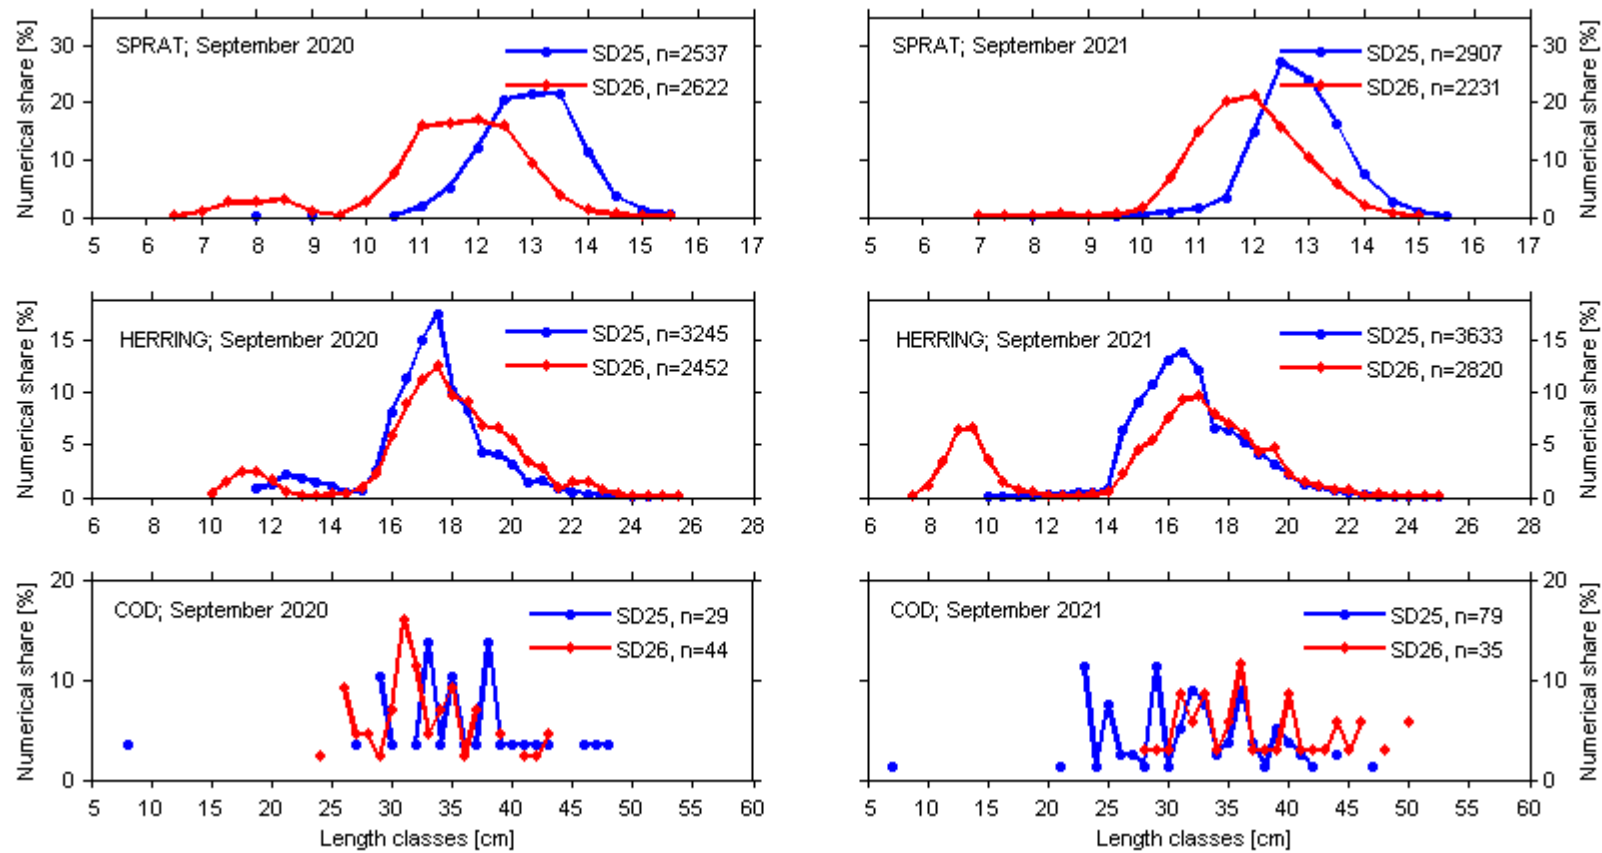 SPRAT; September 2020
SD25, n=2537
SD26, n=2622
Numerical share [%]
30
20
10
0
5 6 7 8 9 10 11 12 13 14 15 16 17
SPRAT; September 2021
SD25, n=2907
SD26, n=2231
Numerical share [%]
30
20
10
0
5 6 7 8 9 10 11 12 13 14 15 16 17
HERRING; September 2020
SD25, n=3245
SD26, n=2452
Numerical share [%]
15
10
5
0
6 8 10 12 14 16 18 20 22 24 26 28
HERRING; September 2021
SD25, n=3633
SD26, n=2820
Numerical share [%]
15
10
5
0
6 8 10 12 14 16 18 20 22 24 26 28
COD; September 2020
SD25, n=29
SD26, n=44
Numerical share [%]
20
10
0
5 10 15 20 25 30 35 40 45 50 55 60
Length classes [cm]
COD; September 2021
SD25, n=79
SD26, n=35
Numerical share [%]
20
10
0
5 10 15 20 25 30 35 40 45 50 55 60
Length classes [cm]